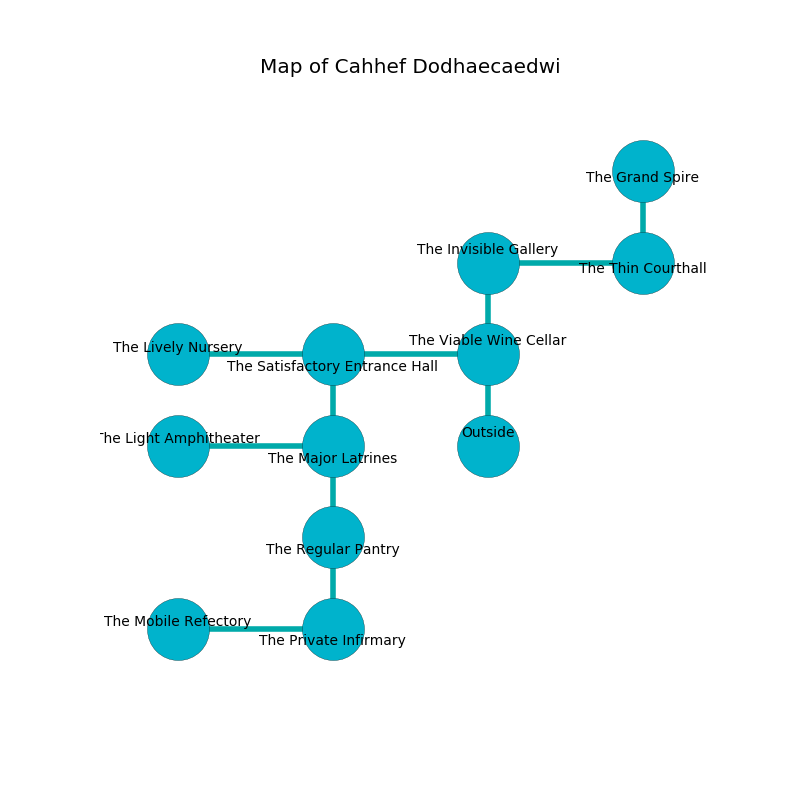 Map of Cahhef Dodhaecaedwi
The Grand Spire
The Invisible Gallery
The Thin Courthall
The Viable Wine Cellar
The Lively Nursery
The Satisfactory Entrance Hall
Outside
The Light Amphitheater
The Major Latrines
The Regular Pantry
The Mobile Refectory
The Private Infirmary